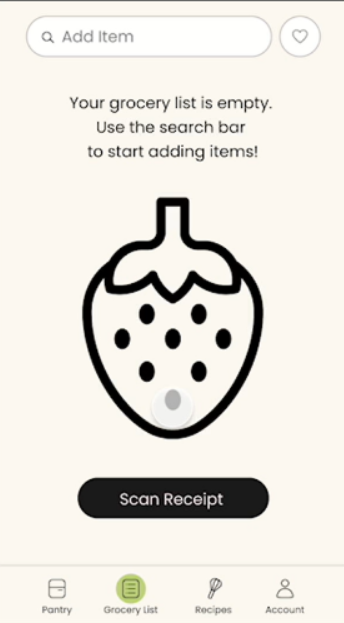 Add Item
Your grocery list is empty.
Use the search bar
to start adding items!
Scan Receipt
Pantry
Grocery List
Recipes
Account